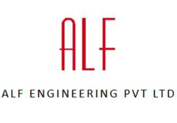 ALF
ALF ENGINEERING PVT LTD